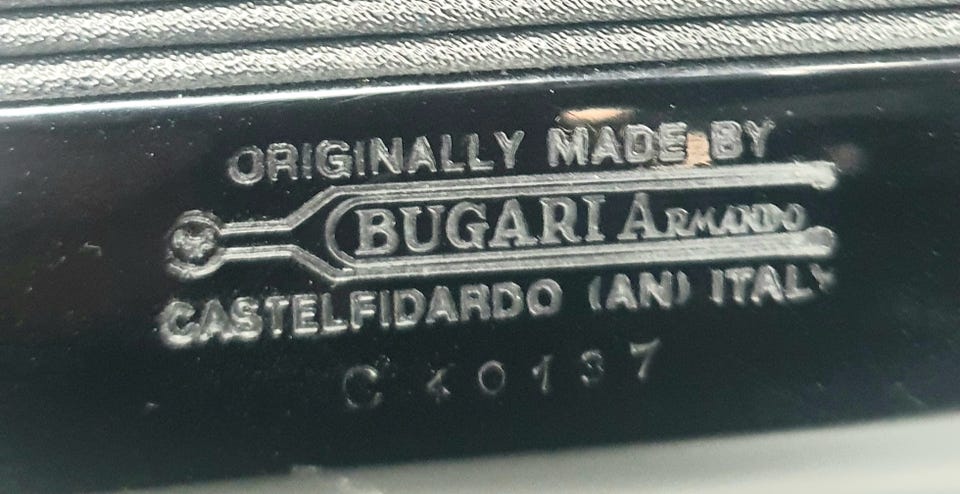 ORIGINALLY MADE BY
BUGARI ARMANDO
CASTELFIDARDO (AN) ITALY
C 40137